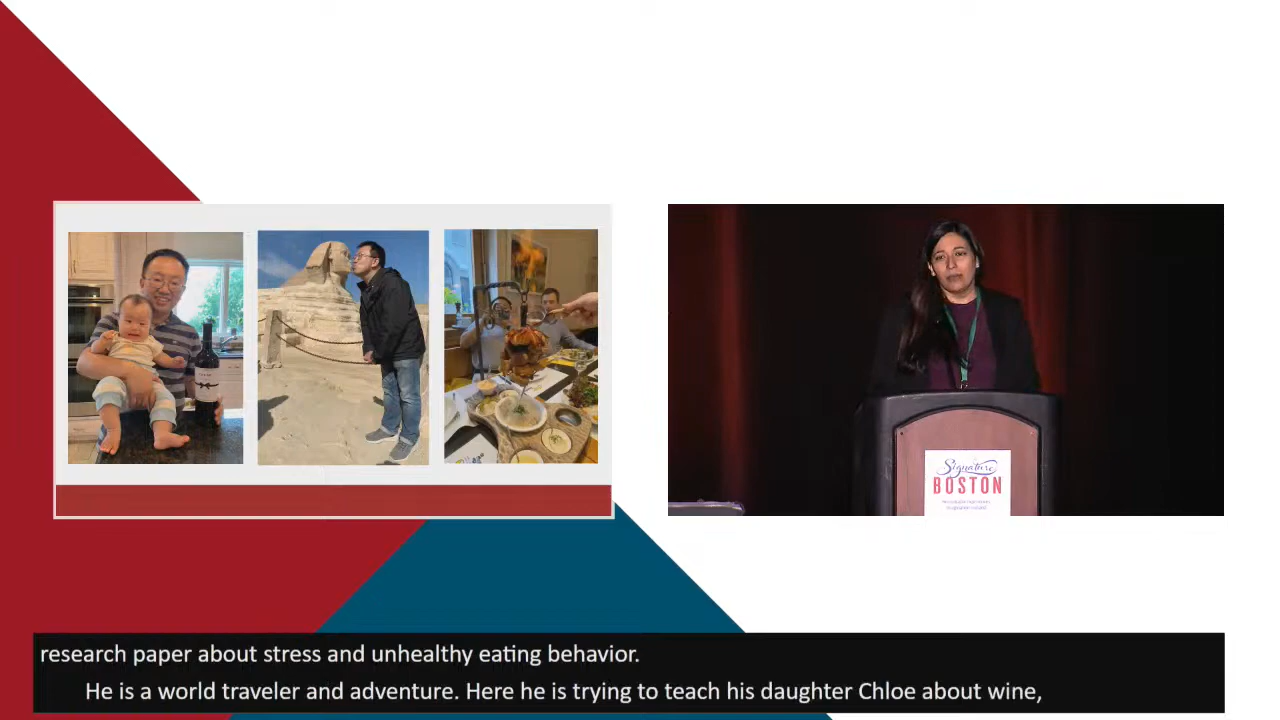 Signature
BOSTON
research paper about stress and unhealthy eating behavior.
He is a world traveler and adventure. Here he is trying to teach his daughter Chloe about wine,